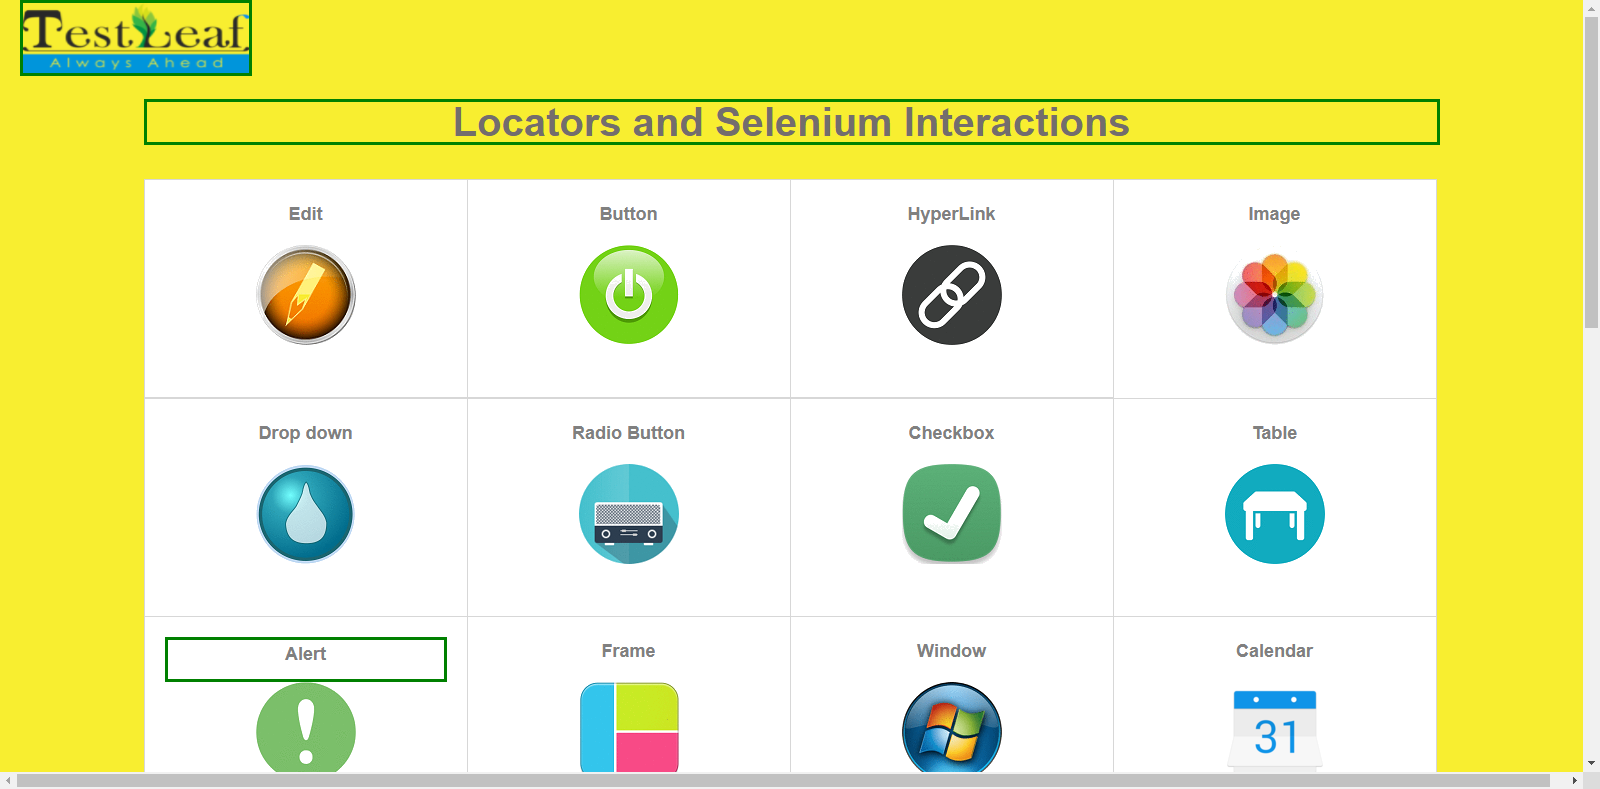 TestLeaf
Always Ahead
Locators and Selenium Interactions
Edit
Button
HyperLink
Image
Drop down
Radio Button
Checkbox
Table
Alert
Frame
Window
Calendar
31